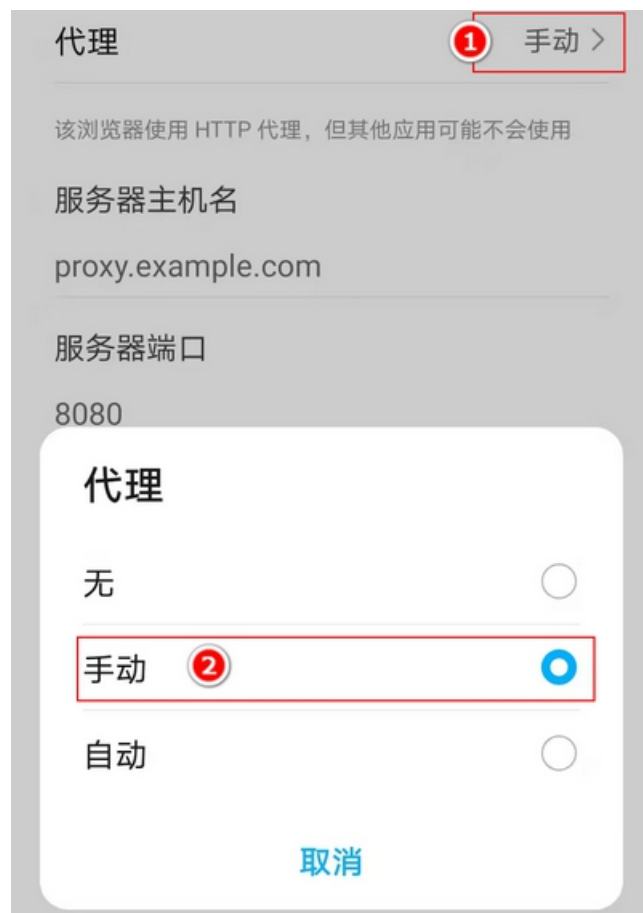 代理 1 手动 >
该浏览器使用 HTTP 代理，但其他应用可能不会使用
服务器主机名
proxy.example.com
服务器端口
8080
代理
无
手动 2
自动
取消